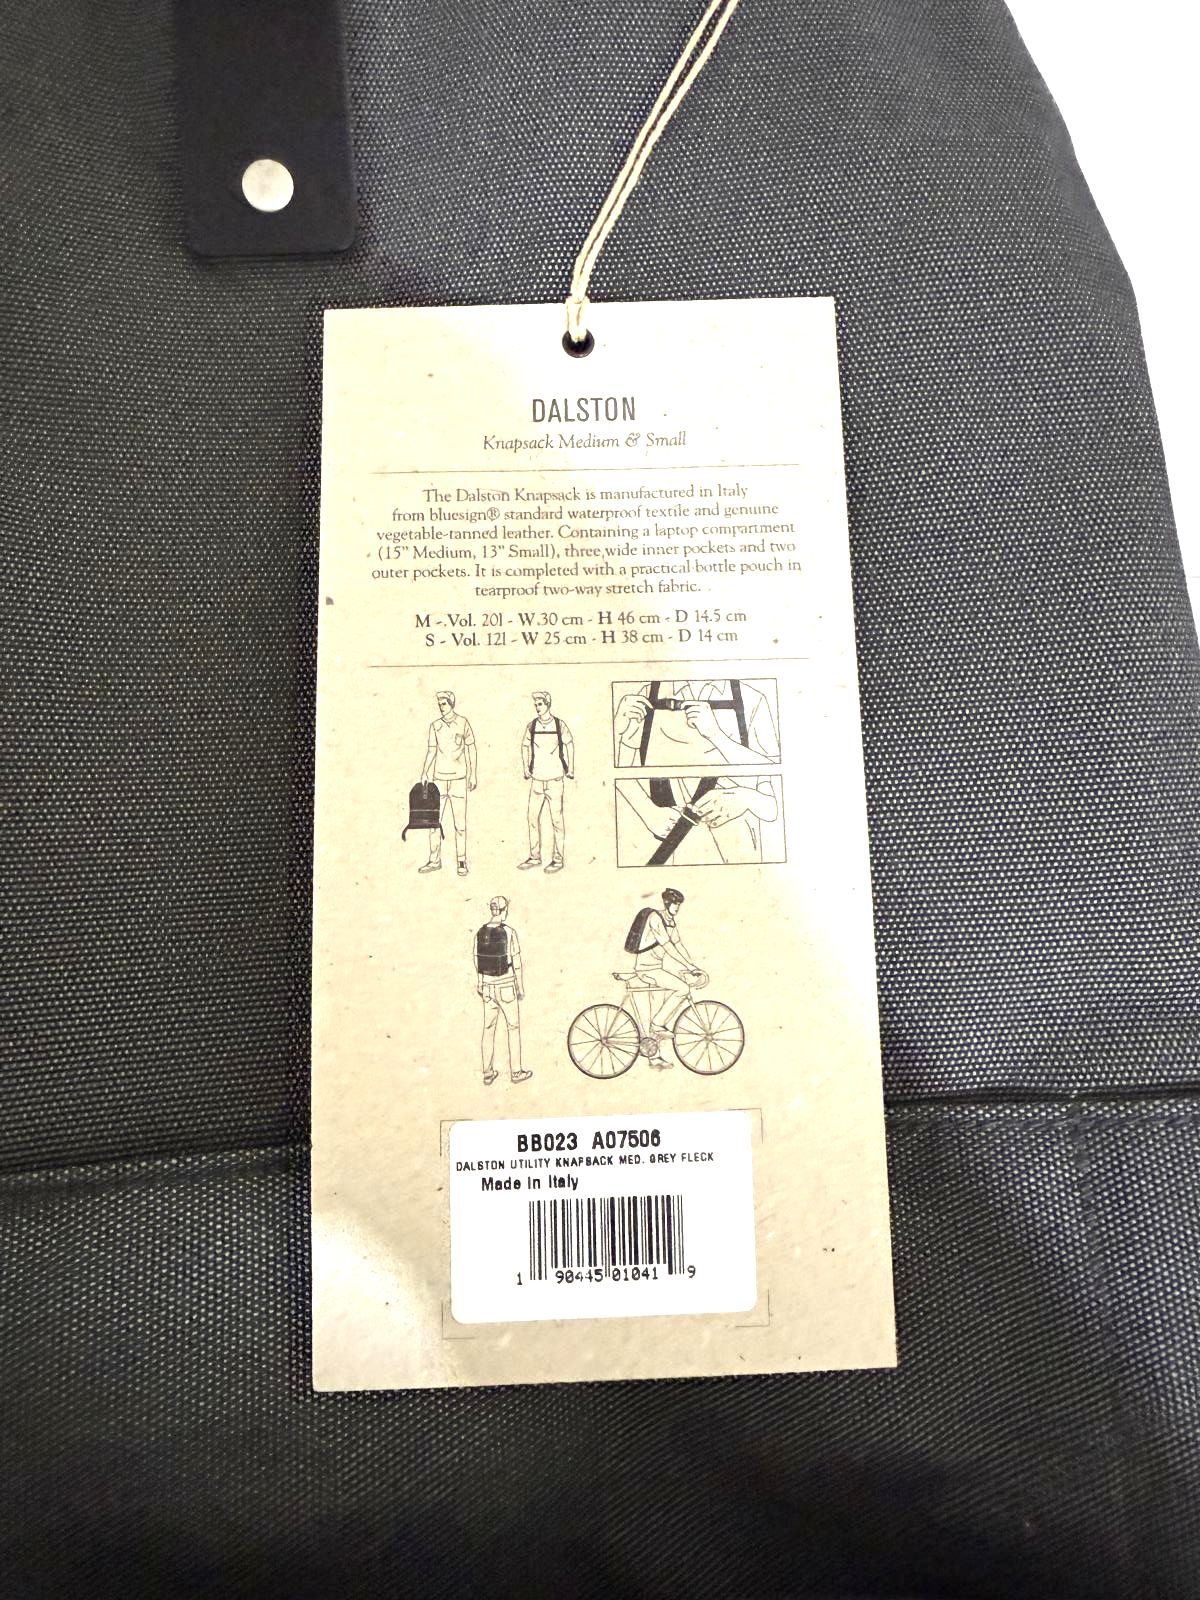 DALSTON
Knapsack Medium & Small
The Dalston Knapsack is manufactured in Italy
from bluesign® standard waterproof textile and genuine
vegetable-tanned leather. Containing a laptop compartment
(15" Medium, 13" Small), three wide inner pockets and two
outer pockets. It is completed with a practical bottle pouch in
tearproof two-way stretch fabric.
M - Vol. 20l - W 30 cm - H 46 cm - D 14.5 cm
S - Vol. 12l - W 25 cm - H 38 cm - D 14 cm
BB023 A07506
DALSTON UTILITY KNAPSACK MED. GREY FLECK
Made in Italy
1 90445 01041 9